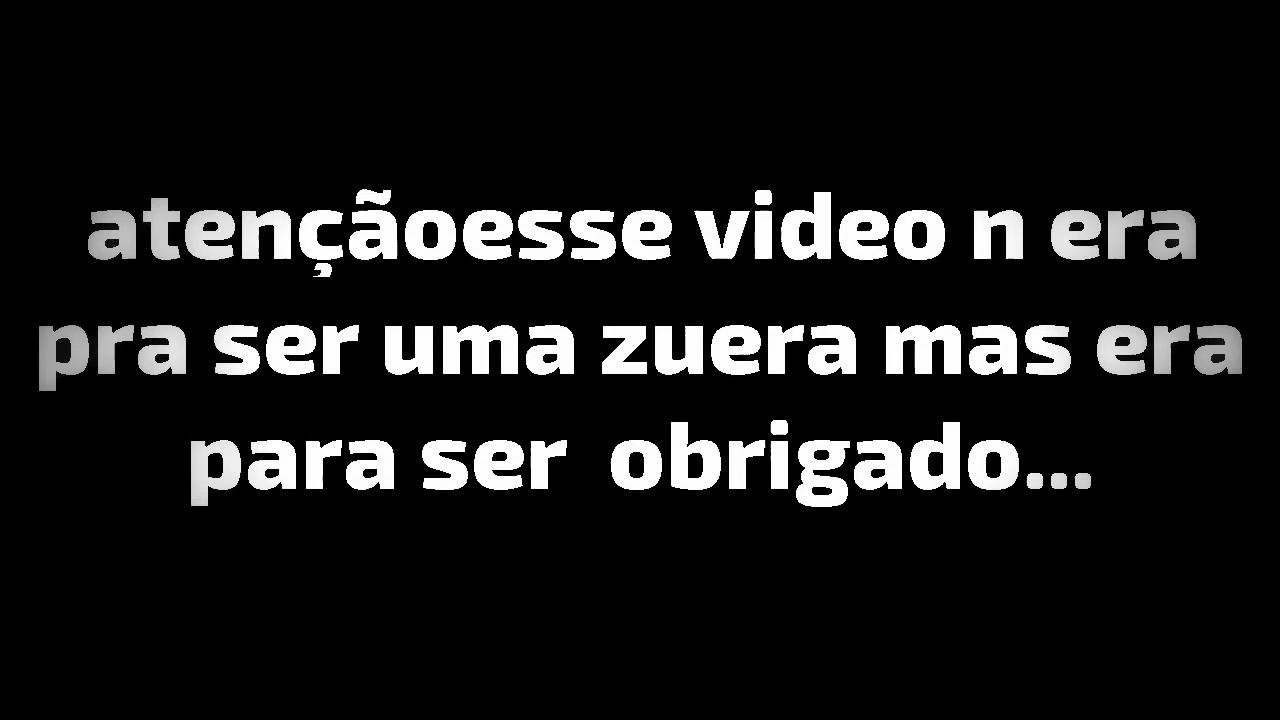 atençãoesse video n era
pra ser uma zuera mas era
para ser  obrigado...